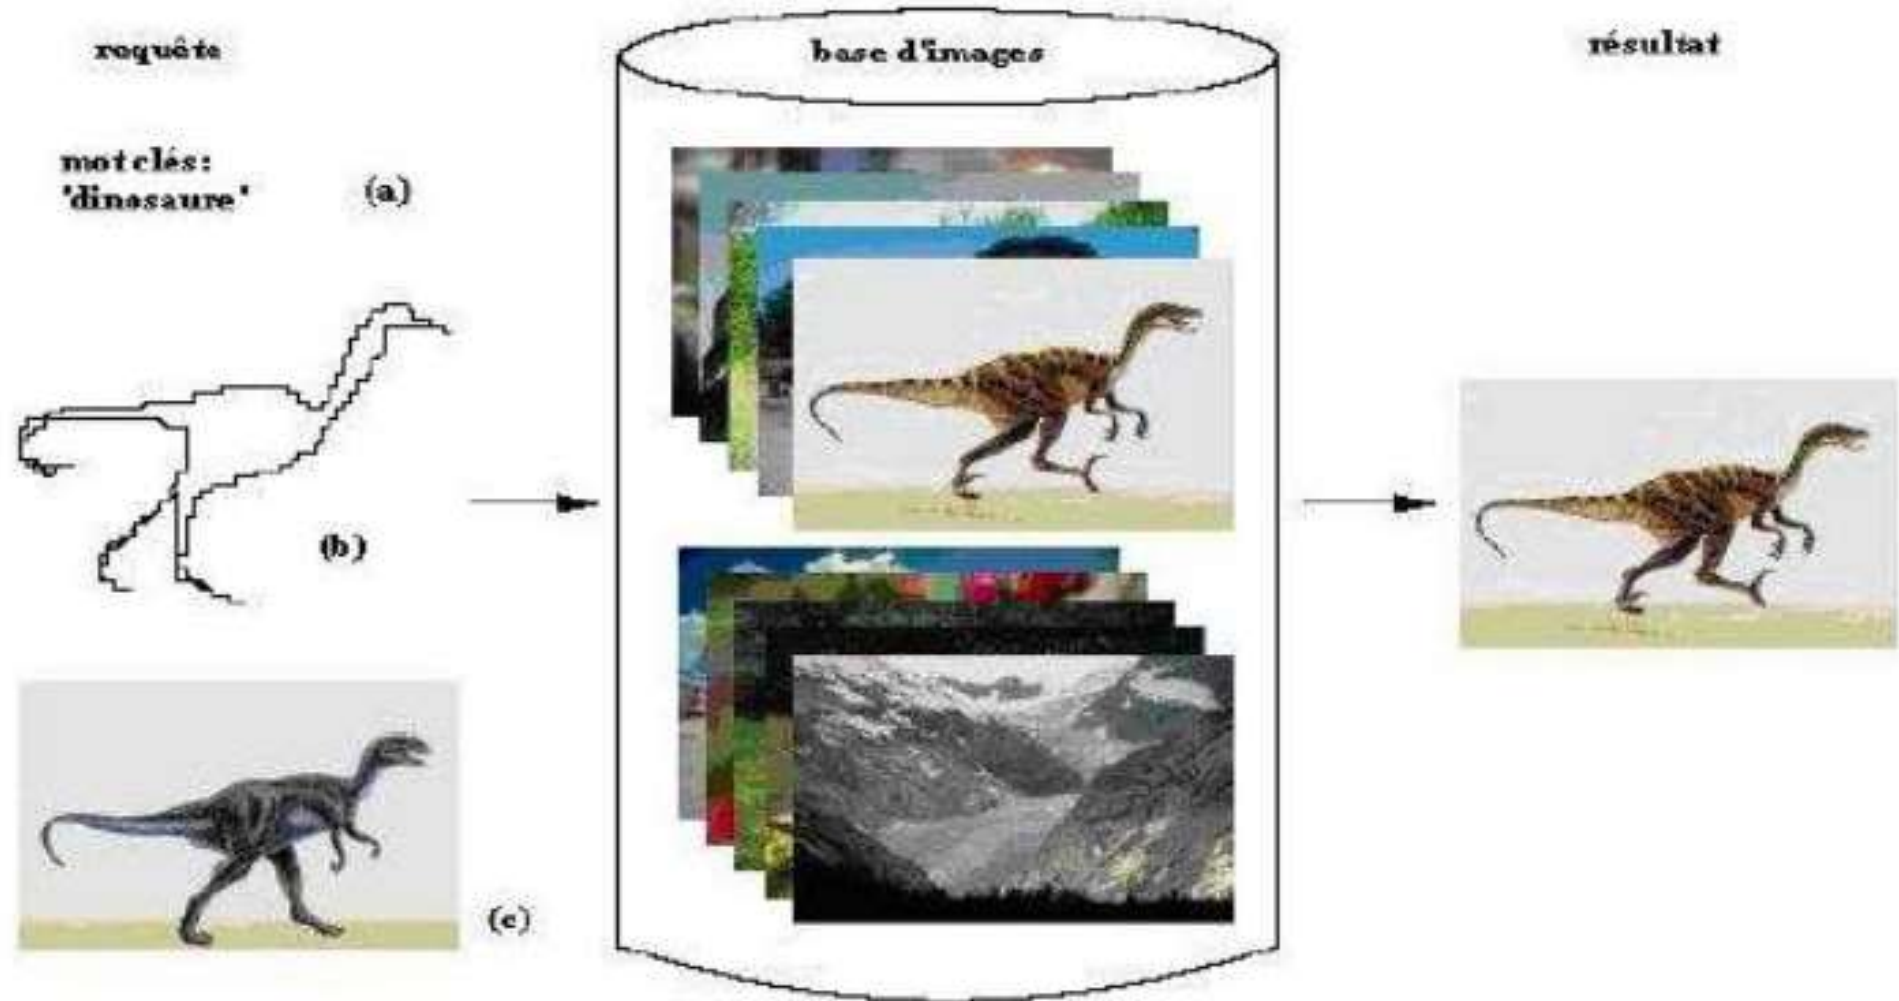 requête
base d'images
résultat
mot clés:
'dinosaure'
(a)
(b)
(c)